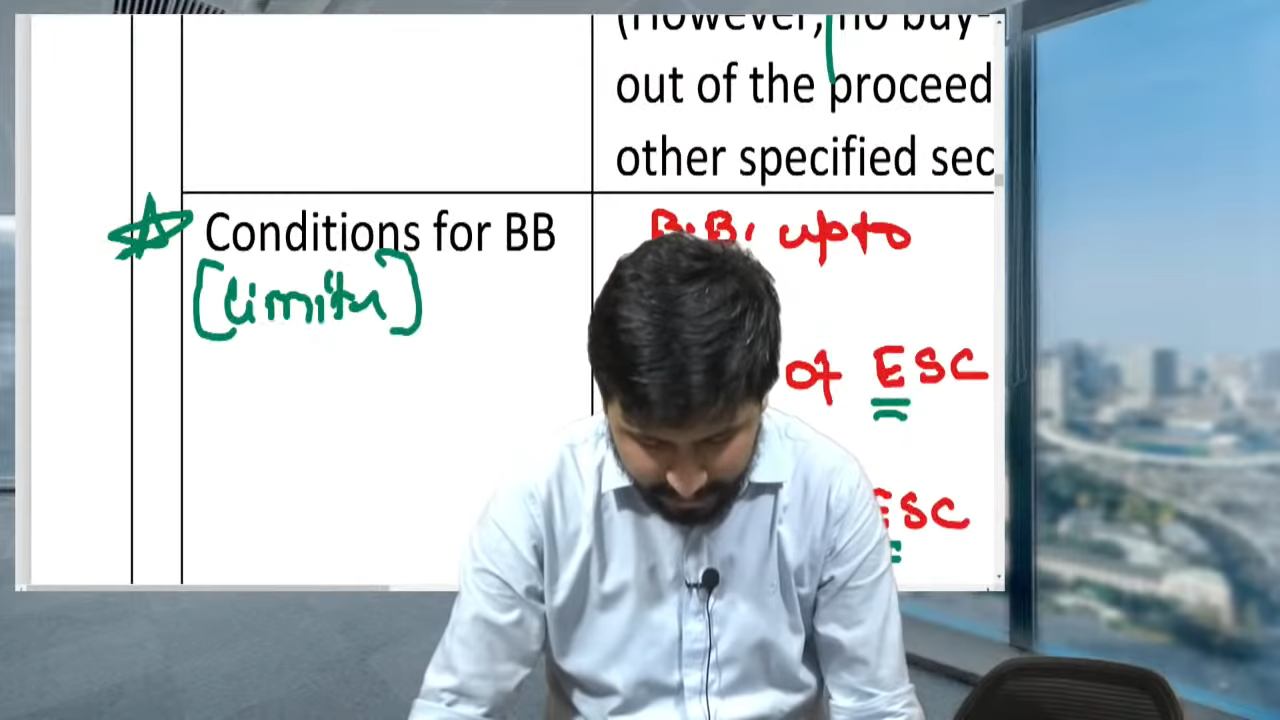 (However, no buy-
out of the proceed
other specified sec
Conditions for BB
B.B. upto
[limits]
of ESC
ESC